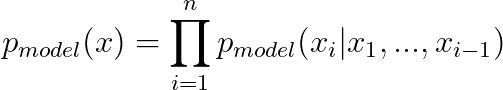 $p_{model}(x) = \prod_{i=1}^{n} p_{model}(x_i|x_1, ..., x_{i-1})$